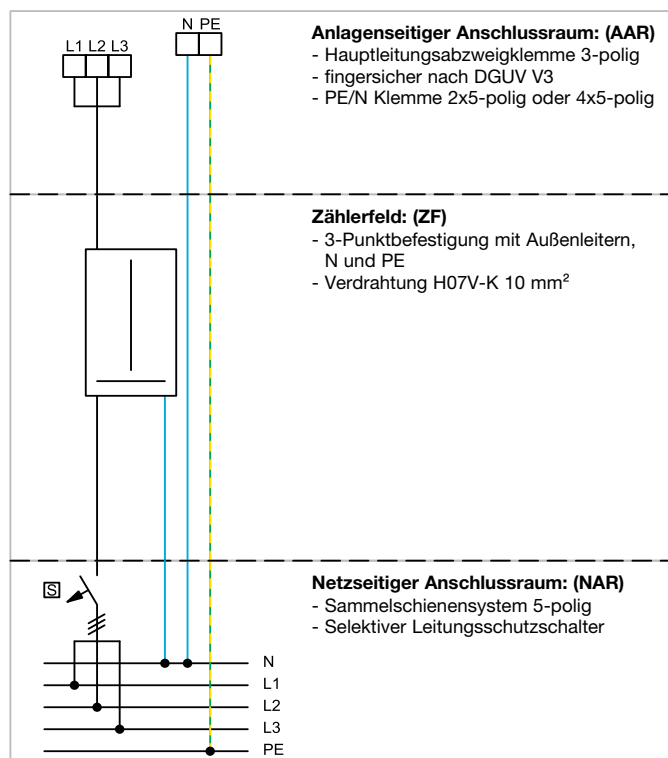 L1 L2 L3
N PE
Anlagenseitiger Anschlussraum: (AAR)
- Hauptleitungsabzweigklemme 3-polig
- fingersicher nach DGUV V3
- PE/N Klemme 2x5-polig oder 4x5-polig
Zählerfeld: (ZF)
- 3-Punktbefestigung mit Außenleitern,
N und PE
- Verdrahtung H07V-K 10 mm²
S
Netzseitiger Anschlussraum: (NAR)
- Sammelschienensystem 5-polig
- Selektiver Leitungsschutzschalter
N
L1
L2
L3
PE